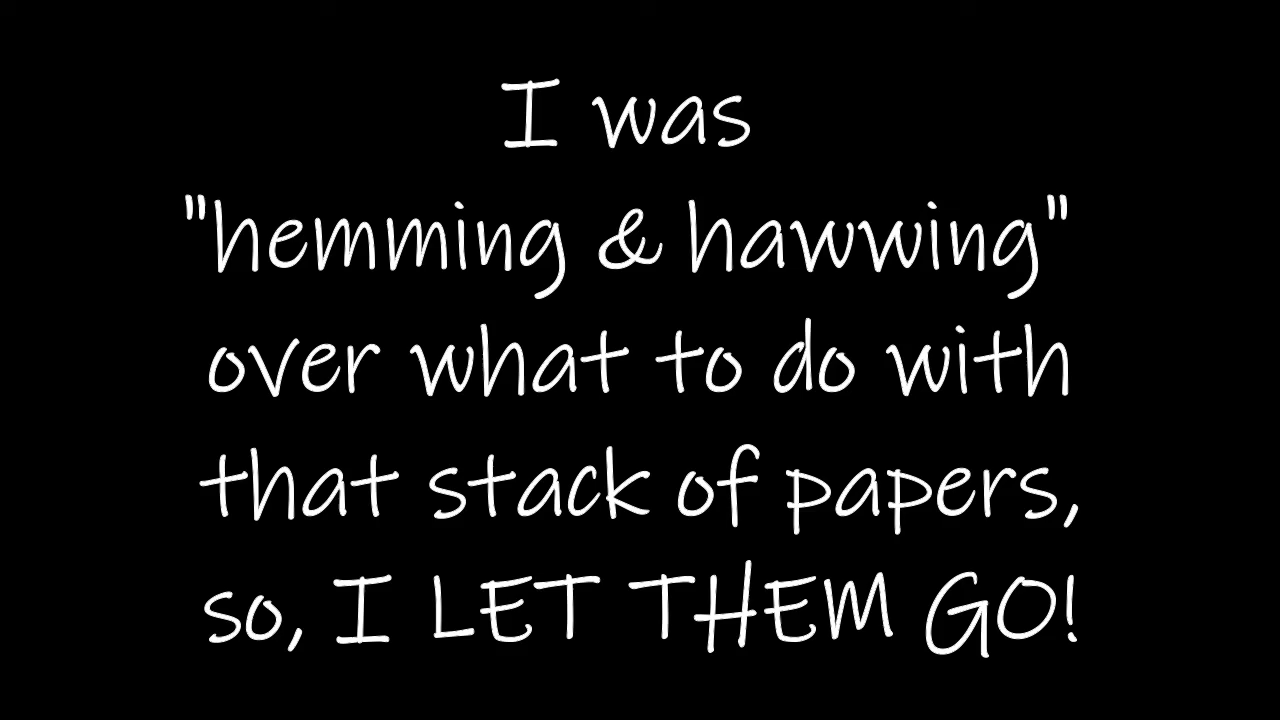 I was
"hemming & hawwing"
over what to do with
that stack of papers,
so, I LET THEM GO!